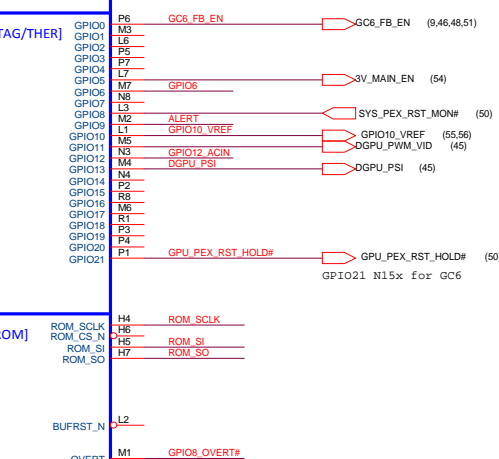 P6 GC6_FB_EN GC6_FB_EN (9,46,48,51)
GPIO0
M3
TAG/THER] GPIO1
L6
GPIO2
P5
GPIO3
P7
GPIO4
L7
GPIO5 3V_MAIN_EN (54)
M7 GPIO6
GPIO6
N8
GPIO7
L3
GPIO8 SYS_PEX_RST_MON# (50)
M2 ALERT
GPIO9
L1 GPIO10_VREF
GPIO10 GPIO10_VREF (55,56)
M5
GPIO11 DGPU_PWM_VID (45)
N3 GPIO12_ACIN
GPIO12
M4 DGPU_PSI
GPIO13 DGPU_PSI (45)
N4
GPIO14
P2
GPIO15
R8
GPIO16
M6
GPIO17
R1
GPIO18
P3
GPIO19
P4
GPIO20
P1 GPU_PEX_RST_HOLD#
GPIO21 GPU_PEX_RST_HOLD# (50
GPIO21 N15x for GC6
H4 ROM_SCLK
ROM] ROM_SCLK
H6
ROM_CS_N
H5 ROM_SI
ROM_SI
H7 ROM_SO
ROM_SO
L2
BUFRST_N
M1 GPIO8_OVERT#
OVERT